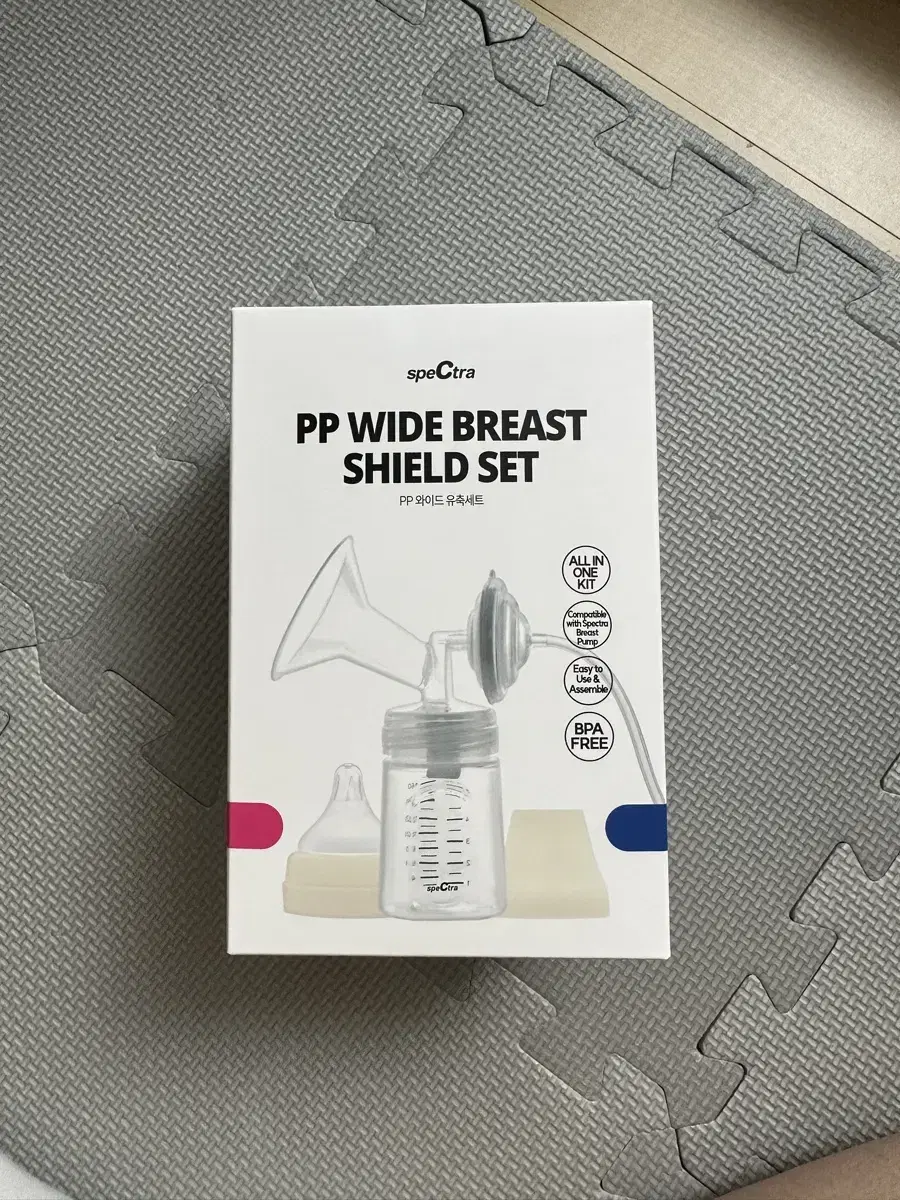 speCtra
PP WIDE BREAST
SHIELD SET
PP 와이드 유축세트
ALL IN
ONE
KIT
Compatible
with Spectra
Breast
Pump
Easy to
Use &
Assemble
BPA
FREE
speCtra